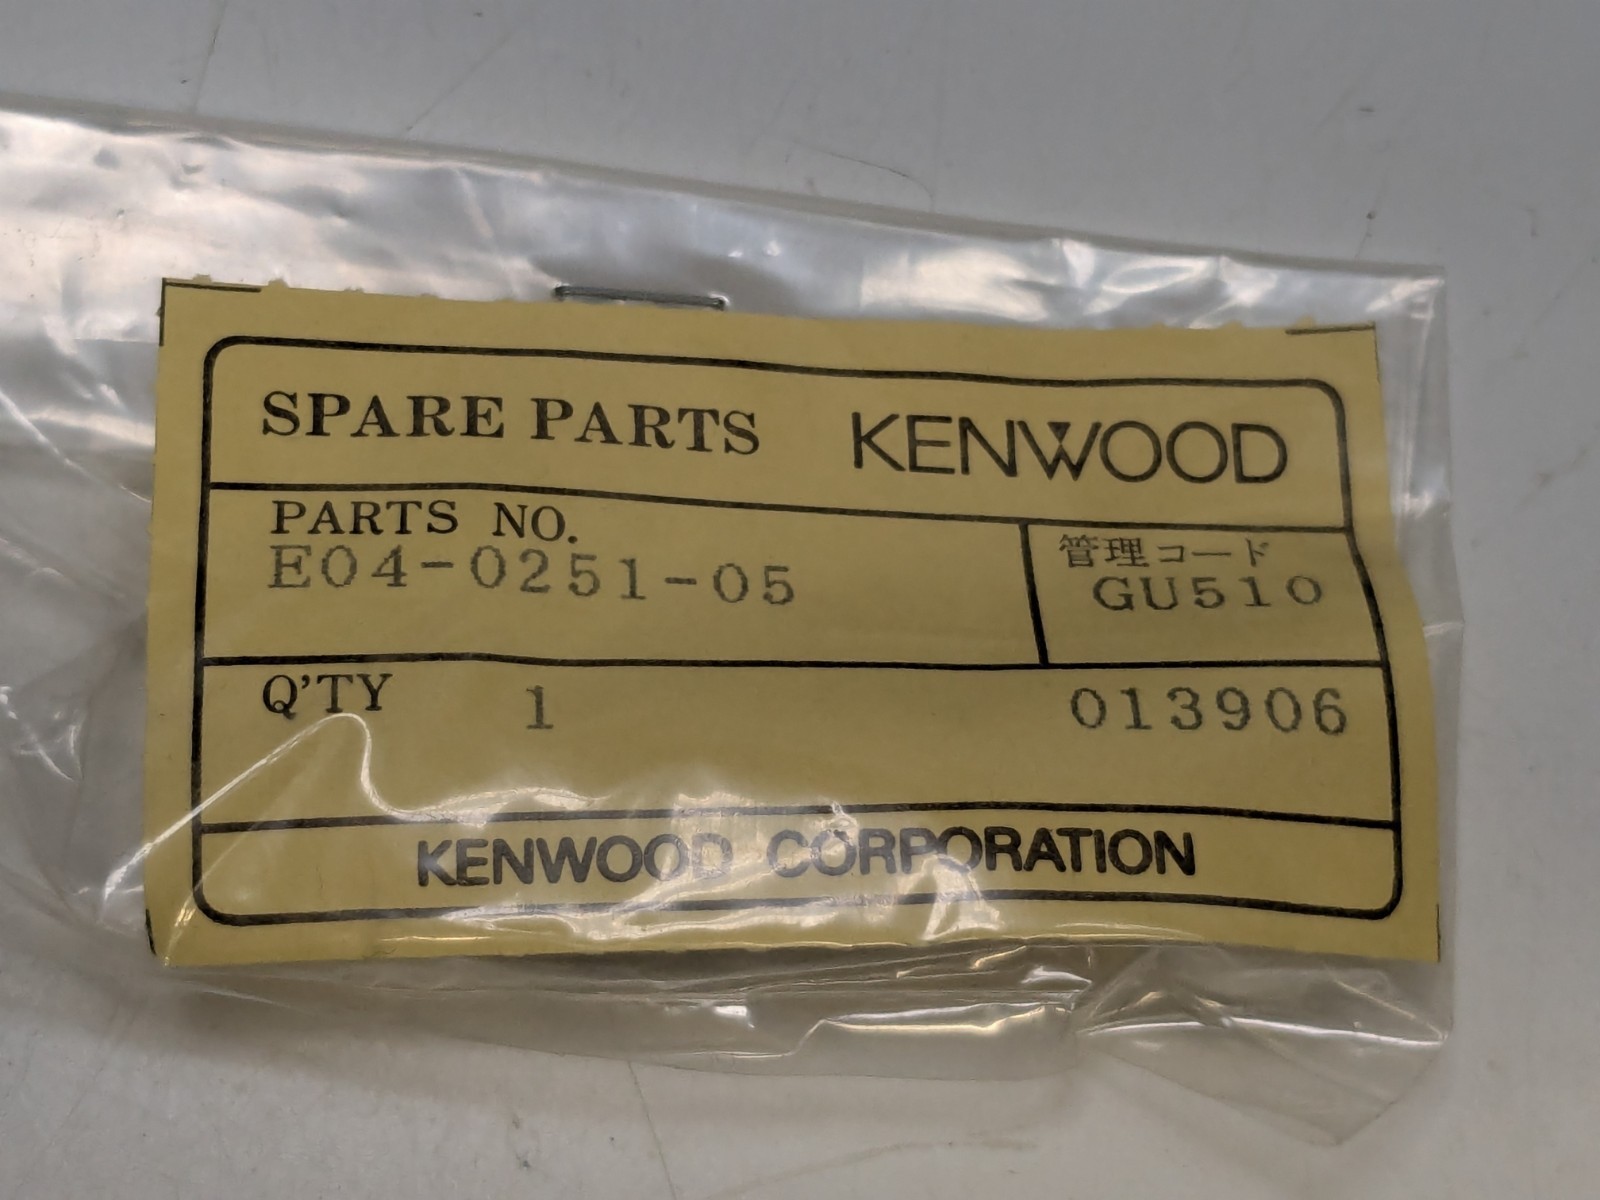 SPARE PARTS KENWOOD
PARTS NO.
E04-0251-05
管理コード
GU510
Q'TY 1 013906
KENWOOD CORPORATION